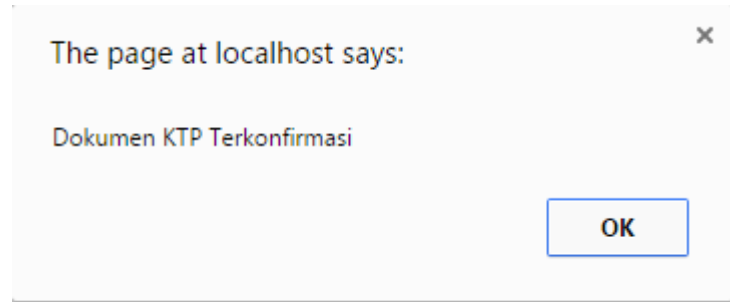 The page at localhost says:
Dokumen KTP Terkonfirmasi
OK